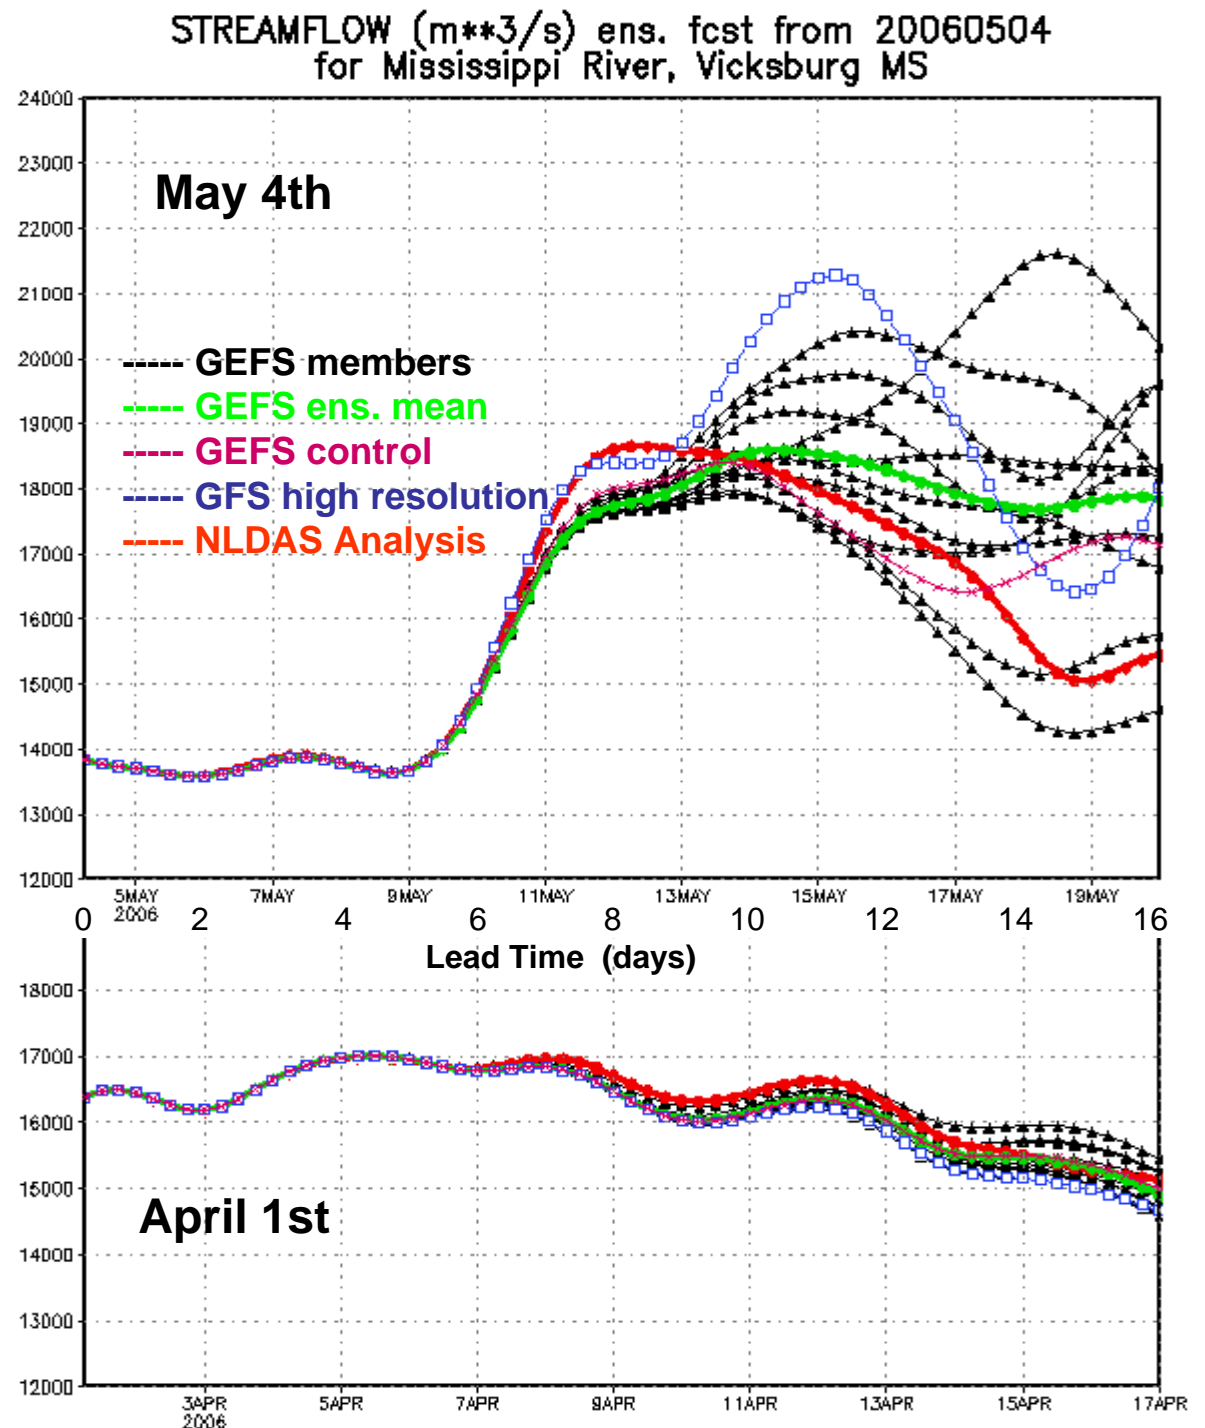 STREAMFLOW (m**3/s) ens. fcst from 20060504
for Mississippi River, Vicksburg MS
24000
23000
May 4th
22000
21000
20000
----- GEFS members
----- GEFS ens. mean
19000
----- GEFS control
18000
----- GFS high resolution
----- NLDAS Analysis
17000
16000
15000
14000
13000
12000
5MAY 7MAY 9MAY 11MAY 13MAY 15MAY 17MAY 19MAY
2006
0 2 4 6 8 10 12 14 16
Lead Time (days)
18000
17000
16000
15000
April 1st
14000
13000
12000
3APR 5APR 7APR 9APR 11APR 13APR 15APR 17APR
2006